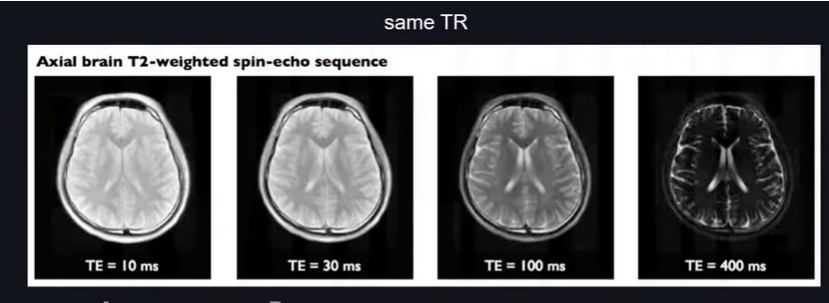 same TR
Axial brain T2-weighted spin-echo sequence
TE = 10 ms
TE = 30 ms
TE = 100 ms
TE = 400 ms